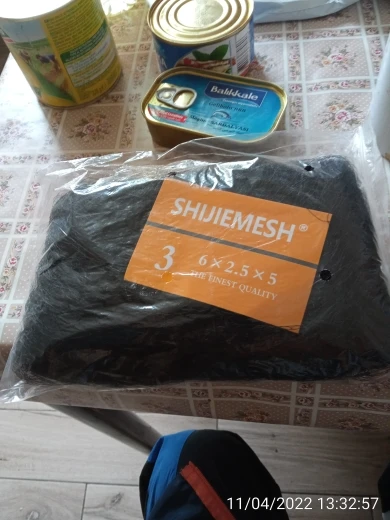 Balıkkale
SHIJIEMESH®
3
6×2.5×5
THE FINEST QUALITY
11/04/2022 13:32:57